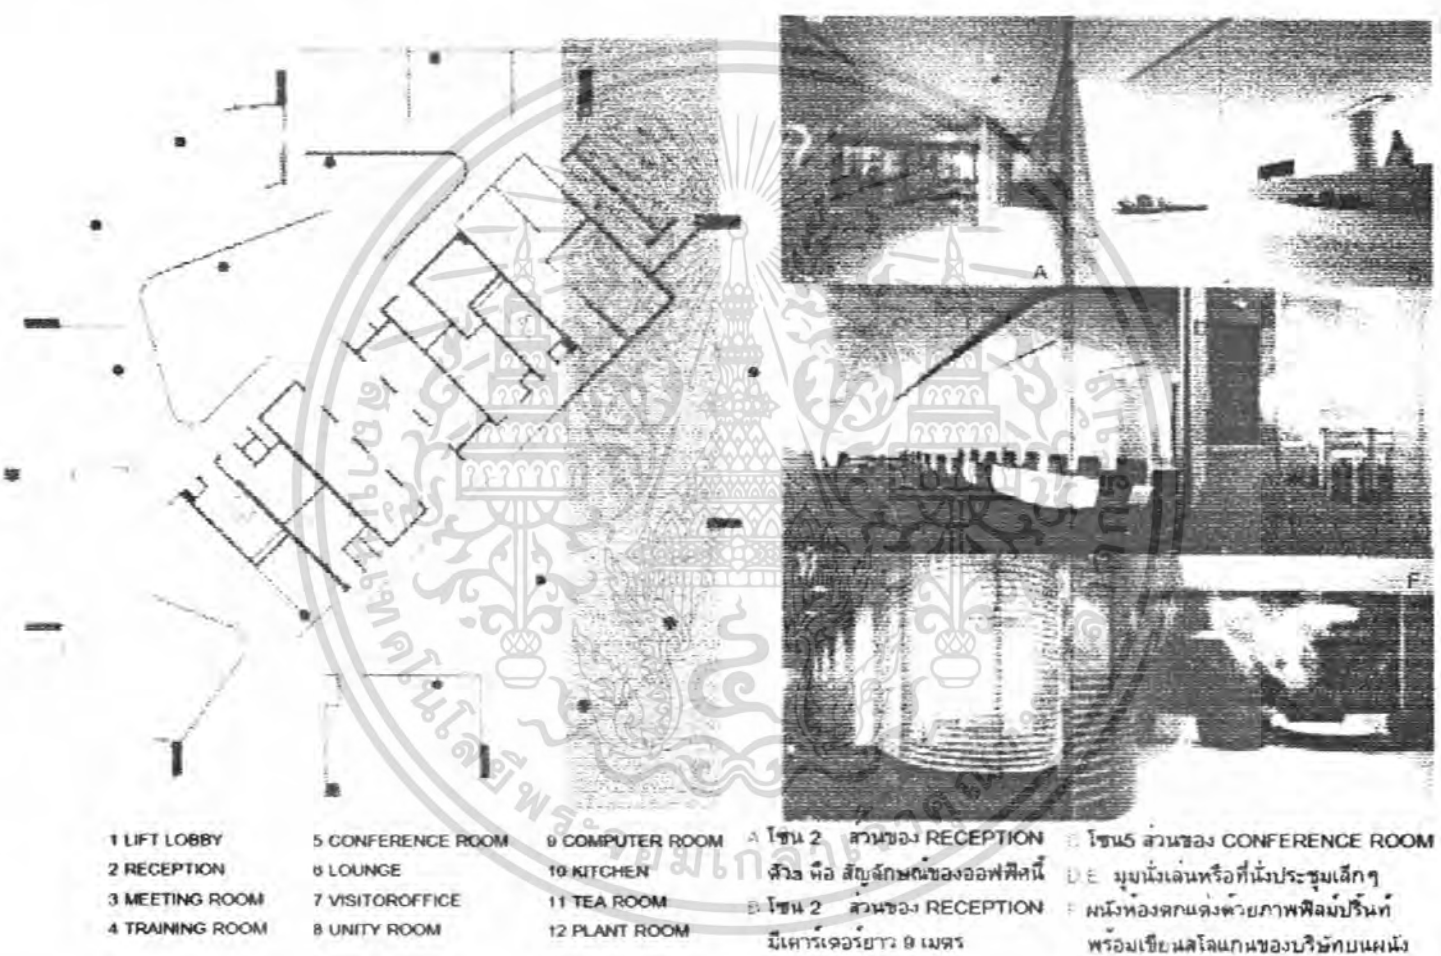 A
F
1 LIFT LOBBY
2 RECEPTION
3 MEETING ROOM
4 TRAINING ROOM
5 CONFERENCE ROOM
6 LOUNGE
7 VISITOROFFICE
8 UNITY ROOM
9 COMPUTER ROOM
10 KITCHEN
11 TEA ROOM
12 PLANT ROOM
A โซน 2 ส่วนของ RECEPTION
คือ สัญลักษณ์ของออฟฟิศนี้
B โซน 2 ส่วนของ RECEPTION
มีเคาร์เตอร์ยาว 9 เมตร
C โซน5 ส่วนของ CONFERENCE ROOM
D E มุมนั่งเล่นหรือที่นั่งประชุมเล็กๆ
F ผนังห้องตกแต่งด้วยภาพฟิล์มปริ้นท์
พร้อมเขียนสโลแกนของบริษัทบนผนัง